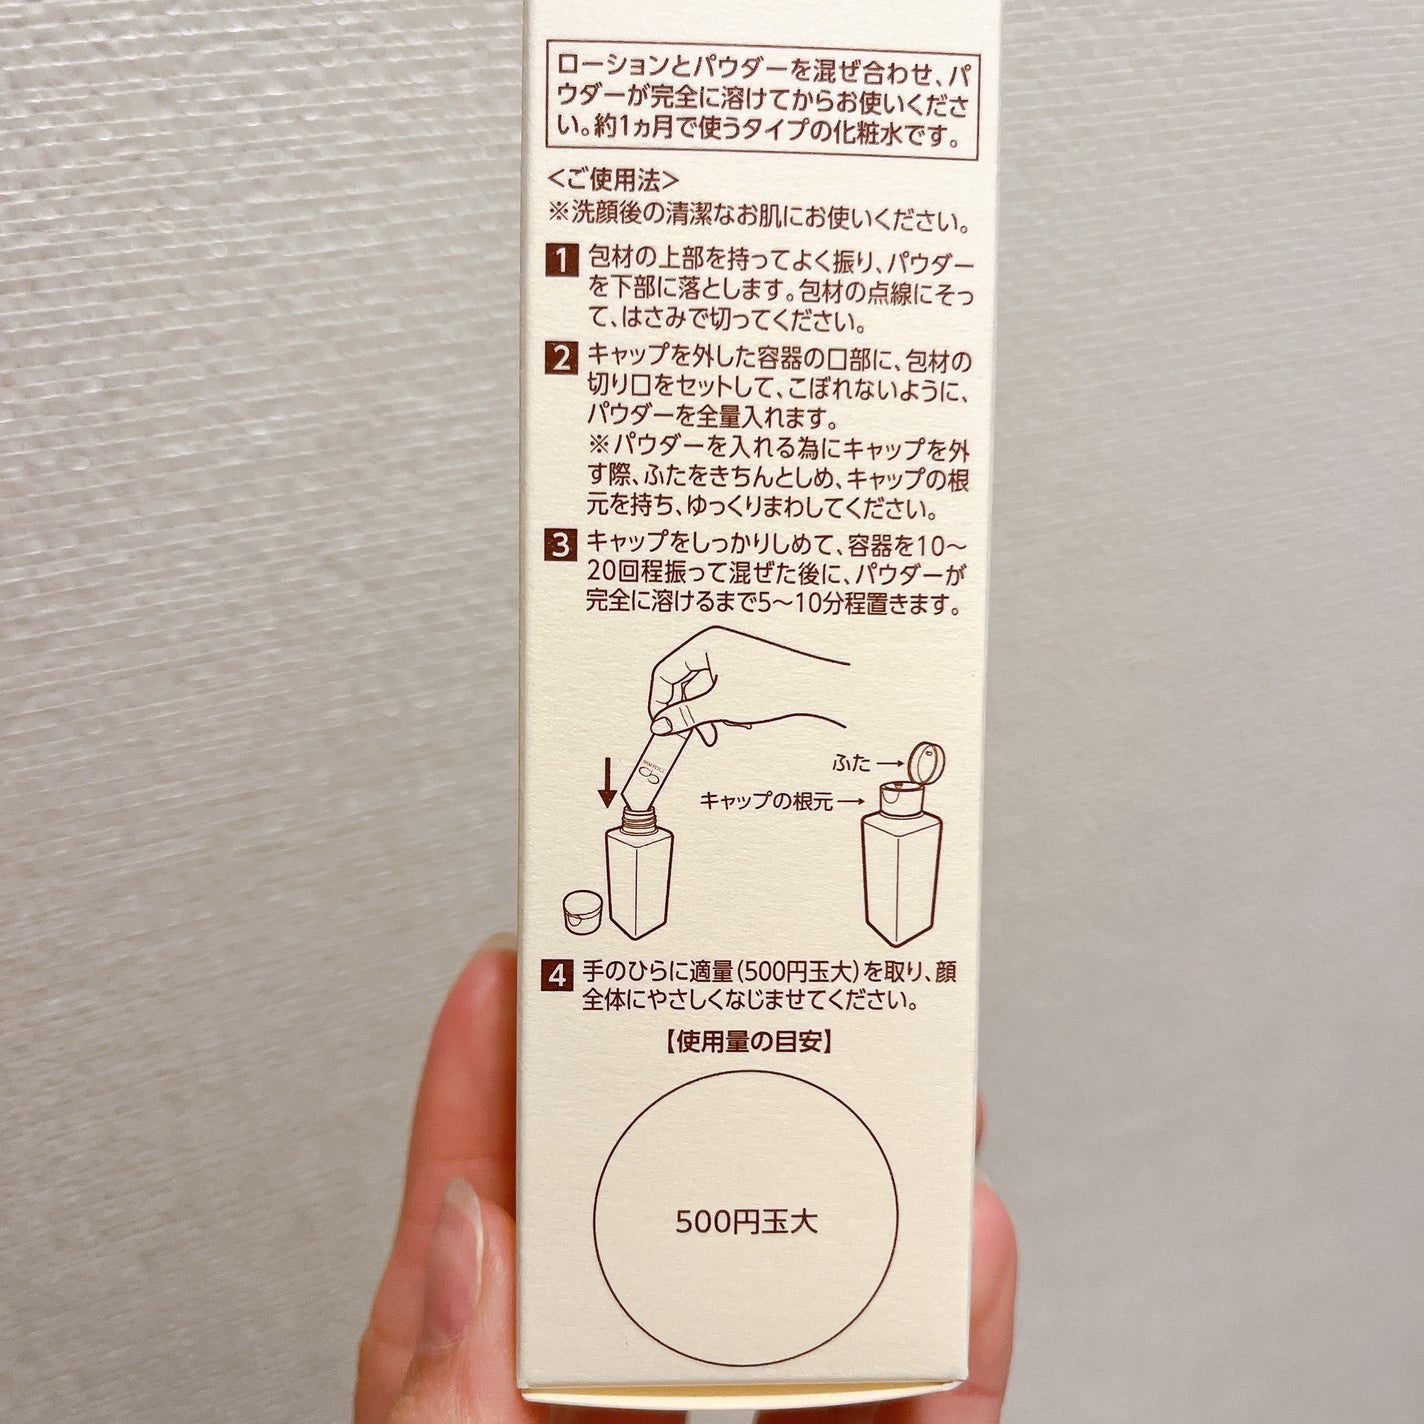 ローションとパウダーを混ぜ合わせ、パ
ウダーが完全に溶けてからお使いくださ
い。約1ヵ月で使うタイプの化粧水です。
<ご使用法>
※洗顔後の清潔なお肌にお使いください。
1 包材の上部を持ってよく振り、パウダー
を下部に落とします。包材の点線にそっ
て、はさみで切ってください。
2 キャップを外した容器の口部に、包材の
切り口をセットして、こぼれないように、
パウダーを全量入れます。
※パウダーを入れる為にキャップを外
す際、ふたをきちんとしめ、キャップの根
元を持ち、ゆっくりまわしてください。
3 キャップをしっかりしめて、容器を10～
20回程振って混ぜた後に、パウダーが
完全に溶けるまで5～10分程置きます。
ふた→
キャップの根元→
4 手のひらに適量(500円玉大)を取り、顔
全体にやさしくなじませてください。
【使用量の目安】
500円玉大